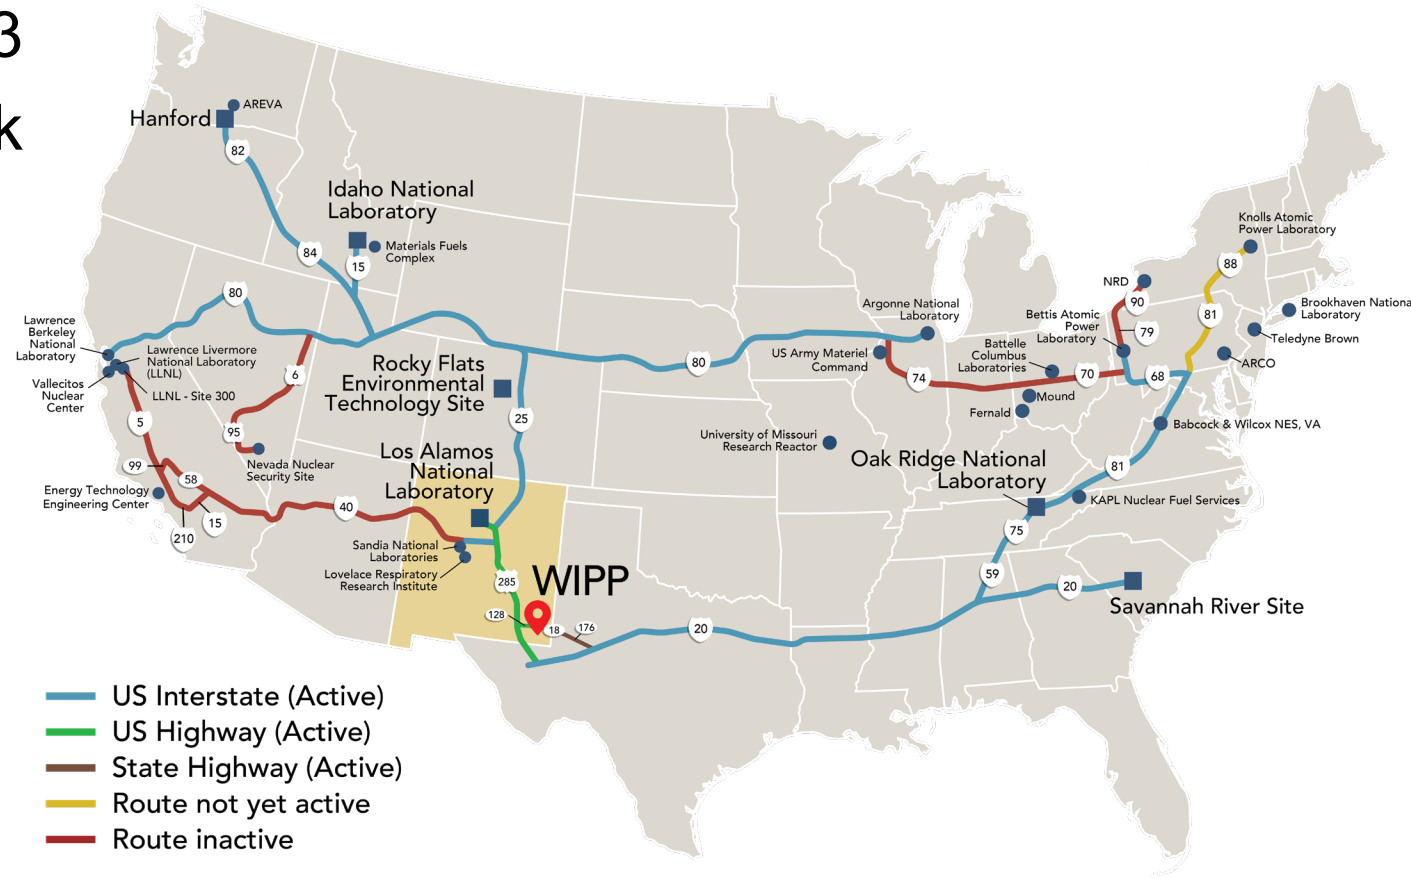 3
k
AREVA
Hanford
82
Idaho National
Laboratory
Materials Fuels
Complex
84
15
80
Knolls Atomic
Power Laboratory
88
NRD
90
81
Brookhaven Nationa
Teledyne Brown
ARCO
Lawrence
Berkeley
National
Laboratory
Lawrence Livermore
National Laboratory
(LLNL)
Vallecitos
Nuclear
Center
LLNL - Site 300
Argonne National
Laboratory
US Army Materiel
Command
Bettis Atomic
Power
Laboratory
79
Battelle
Columbus
Laboratories
80
74
70
68
Mound
Fernald
Rocky Flats
Environmental
Technology Site
6
25
5
95
Nevada Nuclear
Security Site
99
58
Energy Technology
Engineering Center
15
210
40
Los Alamos
National
Laboratory
University of Missouri
Research Reactor
Babcock & Wilcox NES, VA
Oak Ridge National
Laboratory
81
KAPL Nuclear Fuel Services
75
59
20
Savannah River Site
Sandia National
Laboratories
Lovelace Respiratory
Research Institute
285
WIPP
128
18
176
20
US Interstate (Active)
US Highway (Active)
State Highway (Active)
Route not yet active
Route inactive